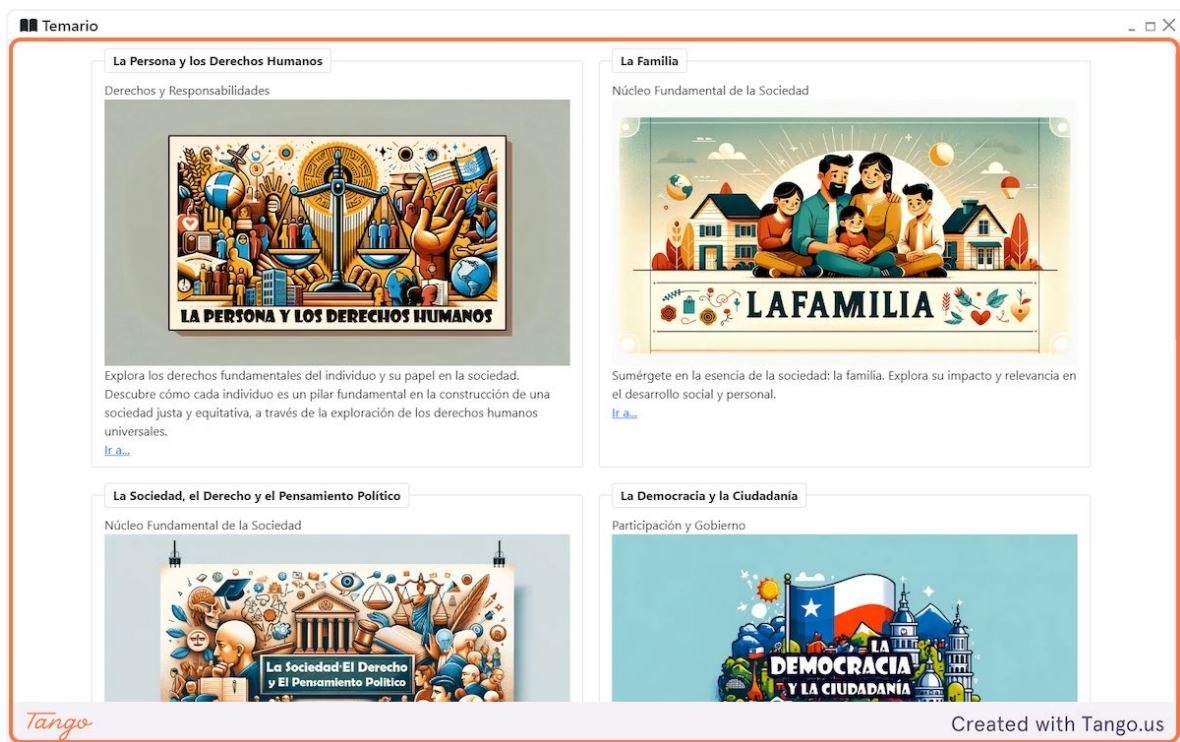 Temario
La Persona y los Derechos Humanos
Derechos y Responsabilidades
LA PERSONA Y LOS DERECHOS HUMANOS
Explora los derechos fundamentales del individuo y su papel en la sociedad.
Descubre cómo cada individuo es un pilar fundamental en la construcción de una
sociedad justa y equitativa, a través de la exploración de los derechos humanos
universales.
Ir a...
La Familia
Núcleo Fundamental de la Sociedad
LAFAMILIA
Sumérgete en la esencia de la sociedad: la familia. Explora su impacto y relevancia en
el desarrollo social y personal.
Ir a...
La Sociedad, el Derecho y el Pensamiento Político
Núcleo Fundamental de la Sociedad
La Sociedad El Derecho
y El Pensamiento Político
La Democracia y la Ciudadanía
Participación y Gobierno
LA
DEMOCRACIA
Y LA CIUDADANÍA
Tango
Created with Tango.us